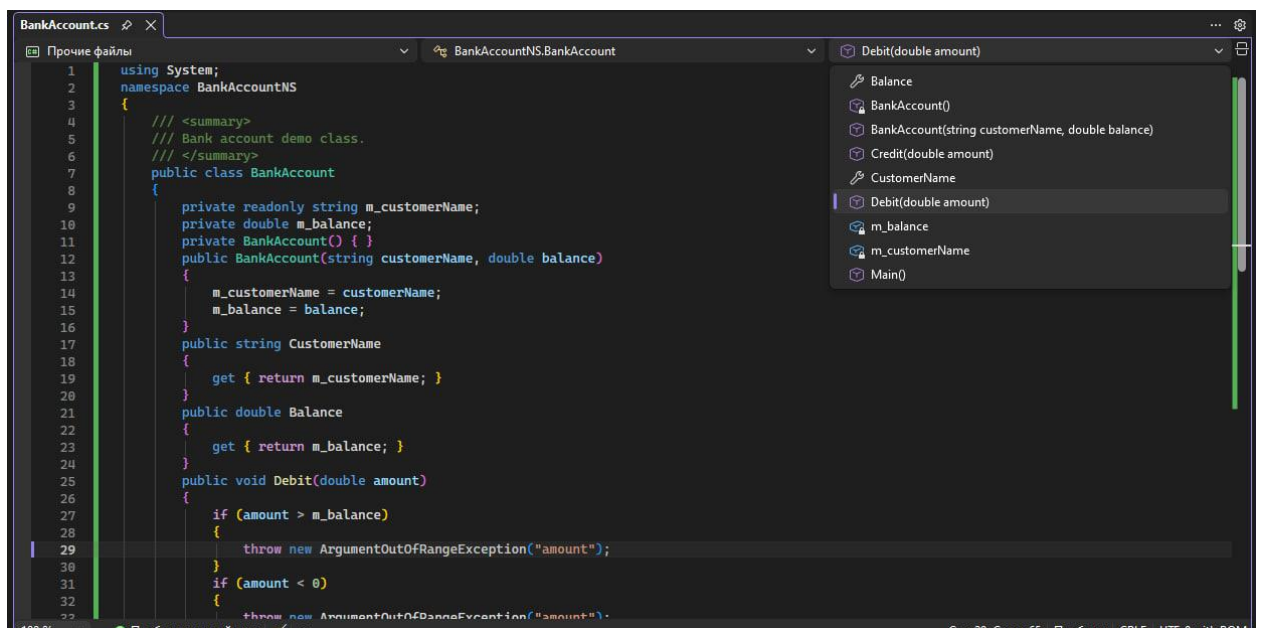 BankAccount.cs
Прочие файлы
BankAccountNS.BankAccount
Debit(double amount)
1 using System;
2 namespace BankAccountNS
3 {
4 /// <summary>
5 /// Bank account demo class.
6 /// </summary>
7 public class BankAccount
8 {
9 private readonly string m_customerName;
10 private double m_balance;
11 private BankAccount() { }
12 public BankAccount(string customerName, double balance)
13 {
14 m_customerName = customerName;
15 m_balance = balance;
16 }
17 public string CustomerName
18 {
19 get { return m_customerName; }
20 }
21 public double Balance
22 {
23 get { return m_balance; }
24 }
25 public void Debit(double amount)
26 {
27 if (amount > m_balance)
28 {
29 throw new ArgumentOutOfRangeException("amount");
30 }
31 if (amount < 0)
32 {
33 throw new ArgumentOutOfRangeException("amount");
Balance
BankAccount()
BankAccount(string customerName, double balance)
Credit(double amount)
CustomerName
Debit(double amount)
m_balance
m_customerName
Main()